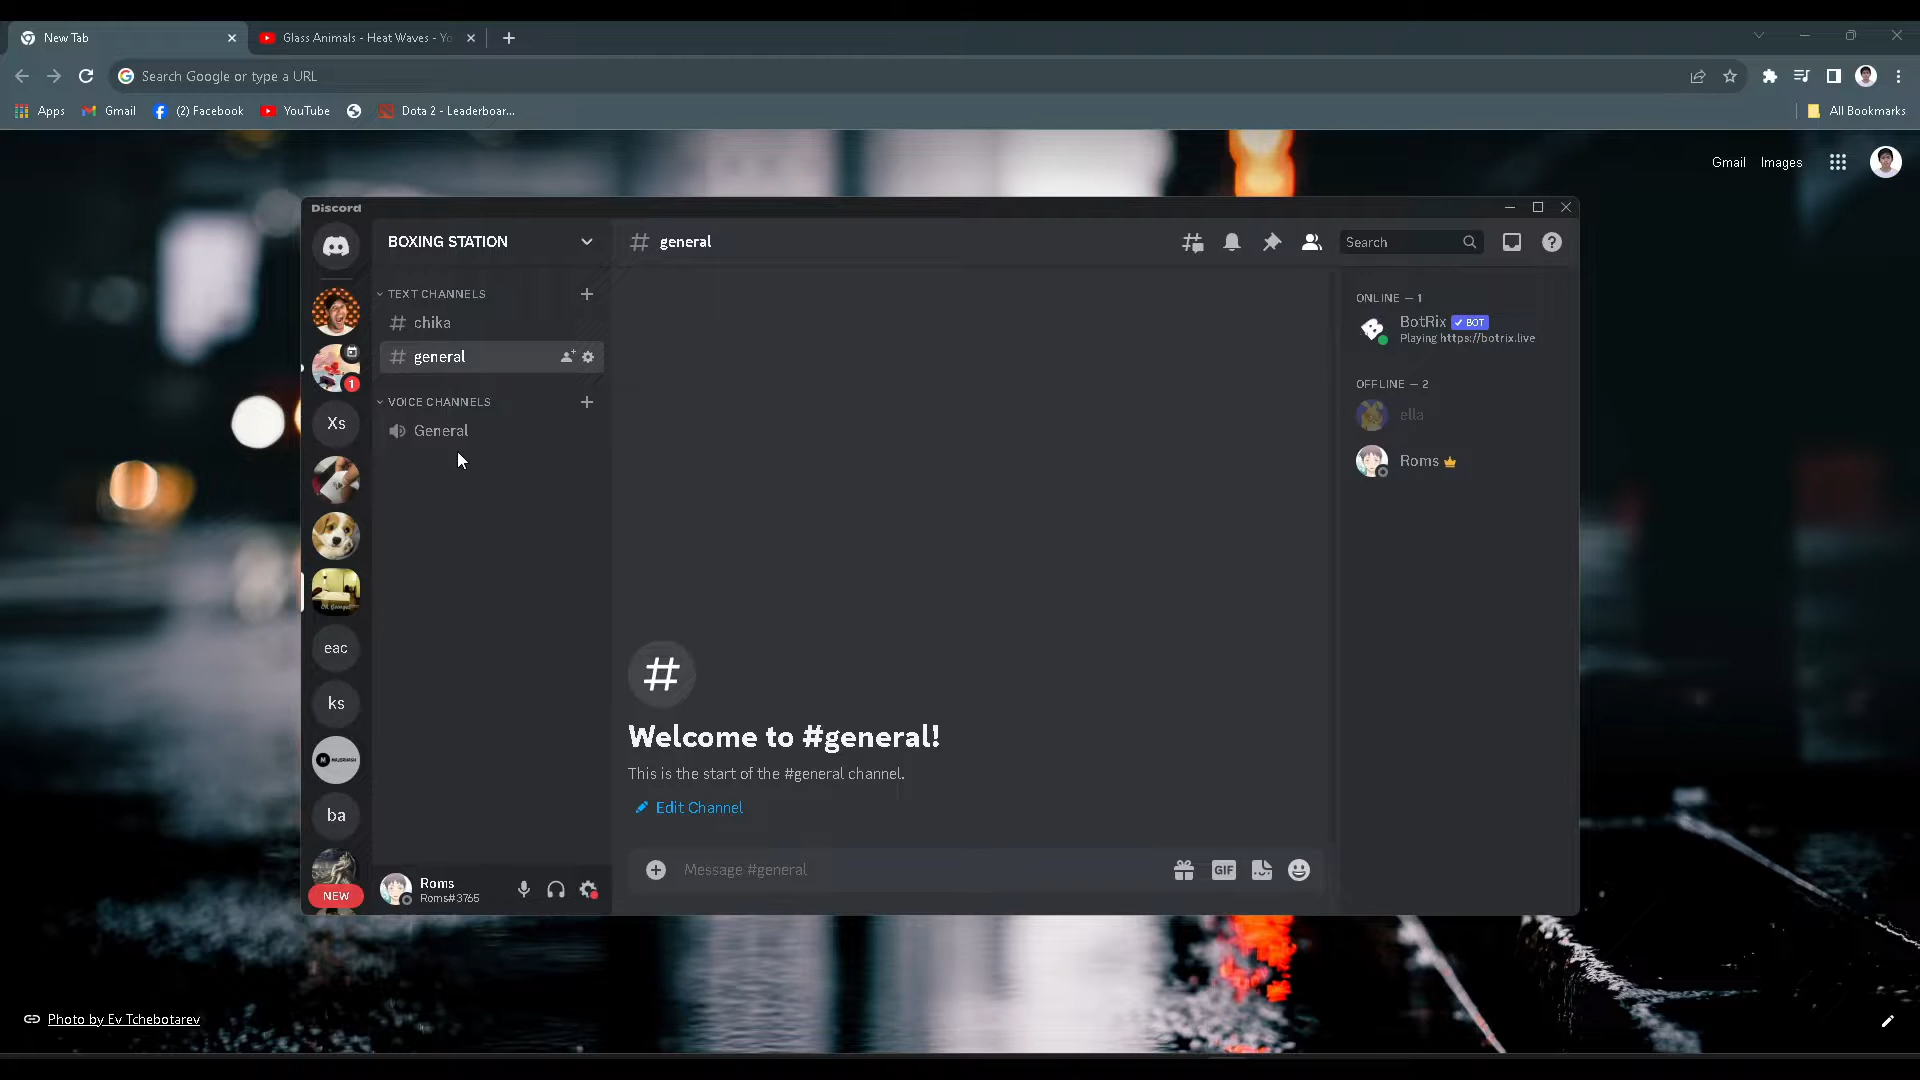 New Tab
Glass Animals - Heat Waves - Yo
Search Google or type a URL
Apps
Gmail
(2) Facebook
YouTube
Dota 2 - Leaderboar...
All Bookmarks
Gmail
Images
Discord
BOXING STATION
general
Search
TEXT CHANNELS
chika
general
VOICE CHANNELS
General
ONLINE — 1
BotRix
BOT
Playing https://botrix.live
OFFLINE — 2
ella
Roms
1
Xs
eac
ks
ba
NEW
Welcome to #general!
This is the start of the #general channel.
Edit Channel
Message #general
GIF
Roms
Roms#3765
Photo by Ev Tchebotarev